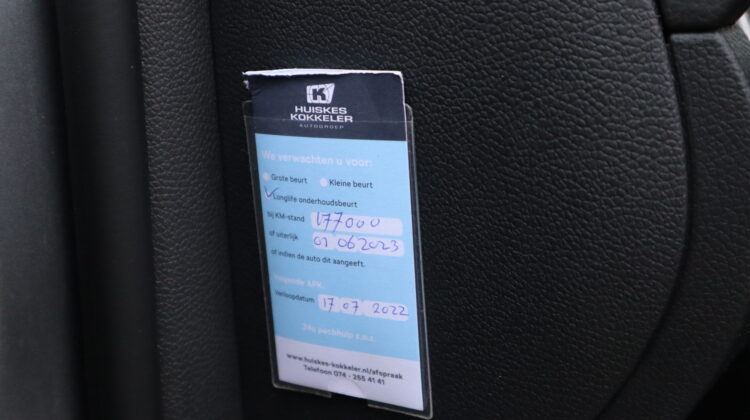 HUISKES
KOKKELER
AUTOGROEP
We verwachten u voor:
Grote beurt Kleine beurt
Longlife onderhoudsbeurt
bij KM-stand 177000
of uiterlijk 01 06 2023
of indien de auto dit aangeeft.
Volgende APK.
Verloopdatum 17 07 2022
24u pechhulp z.o.z.
www.huiskes-kokkeler.nl/afspraak
Telefoon 074 - 255 41 41